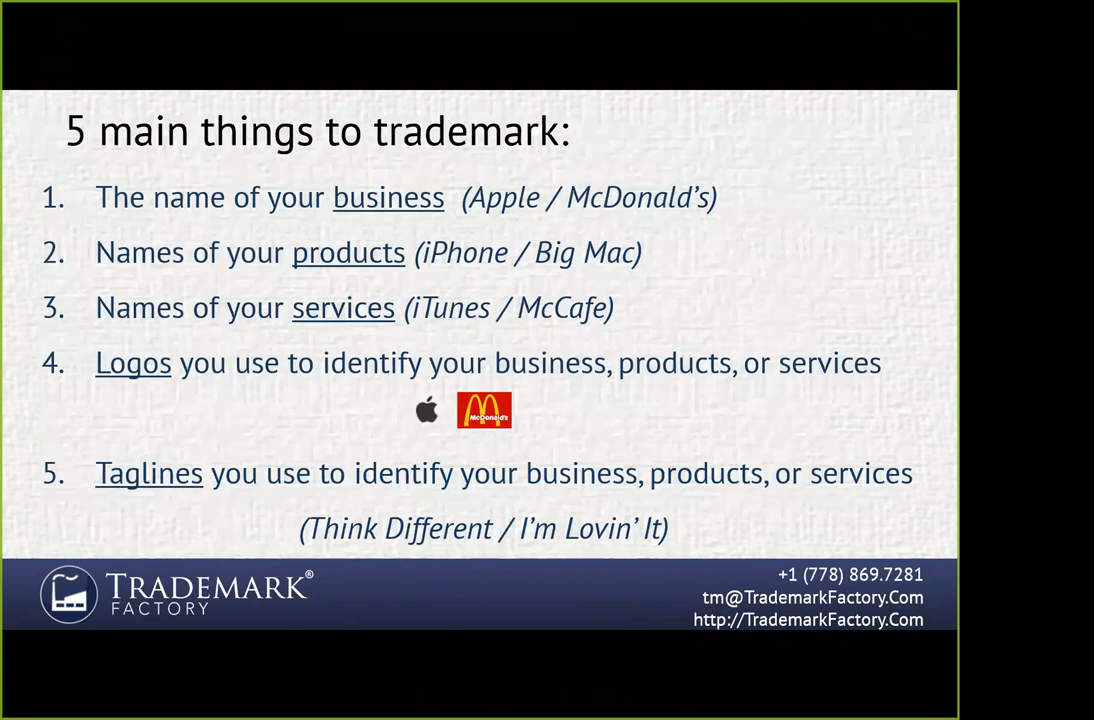 5 main things to trademark:
1. The name of your business (Apple / McDonald’s)
2. Names of your products (iPhone / Big Mac)
3. Names of your services (iTunes / McCafe)
4. Logos you use to identify your business, products, or services
McDonald's
5. Taglines you use to identify your business, products, or services
(Think Different / I’m Lovin’ It)
TRADEMARK®
FACTORY
+1 (778) 869.7281
tm@TrademarkFactory.Com
http://TrademarkFactory.Com